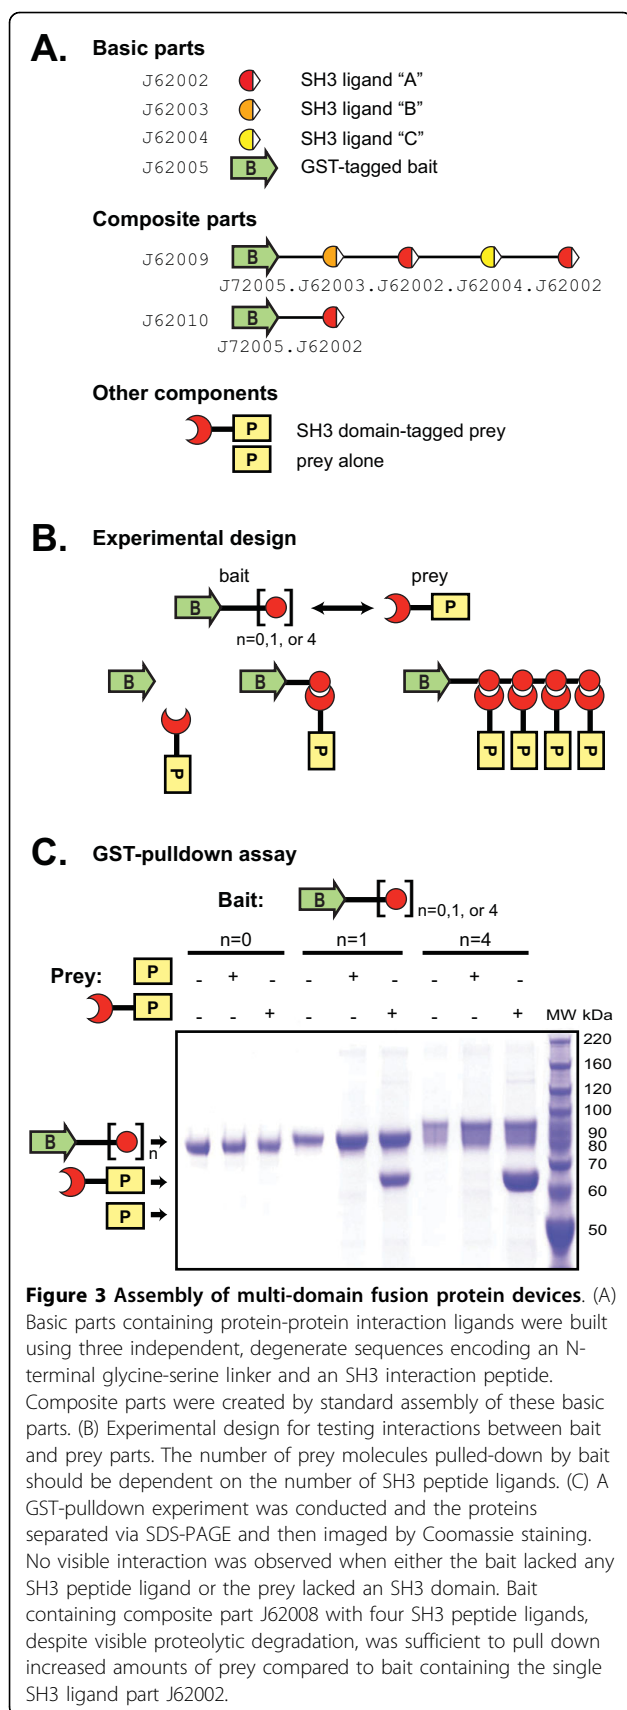 A. Basic parts
J62002 SH3 ligand "A"
J62003 SH3 ligand "B"
J62004 SH3 ligand "C"
J62005 B GST-tagged bait
Composite parts
J62009 B
J72005.J62003.J62002.J62004.J62002
J62010 B
J72005.J62002
Other components
P SH3 domain-tagged prey
P prey alone
B. Experimental design
bait prey
B [ ] P
n=0,1, or 4
B B B
P P P P P P
C. GST-pulldown assay
Bait: B [ ] n=0,1, or 4
n=0 n=1 n=4
Prey: P - + - - + - - + -
P - - + - - + - - + MW kDa
220
160
120
100
B [ ] n 90
80
70
P 60
P 50
Figure 3 Assembly of multi-domain fusion protein devices. (A)
Basic parts containing protein-protein interaction ligands were built
using three independent, degenerate sequences encoding an N-
terminal glycine-serine linker and an SH3 interaction peptide.
Composite parts were created by standard assembly of these basic
parts. (B) Experimental design for testing interactions between bait
and prey parts. The number of prey molecules pulled-down by bait
should be dependent on the number of SH3 peptide ligands. (C) A
GST-pulldown experiment was conducted and the proteins
separated via SDS-PAGE and then imaged by Coomassie staining.
No visible interaction was observed when either the bait lacked any
SH3 peptide ligand or the prey lacked an SH3 domain. Bait
containing composite part J62008 with four SH3 peptide ligands,
despite visible proteolytic degradation, was sufficient to pull down
increased amounts of prey compared to bait containing the single
SH3 ligand part J62002.